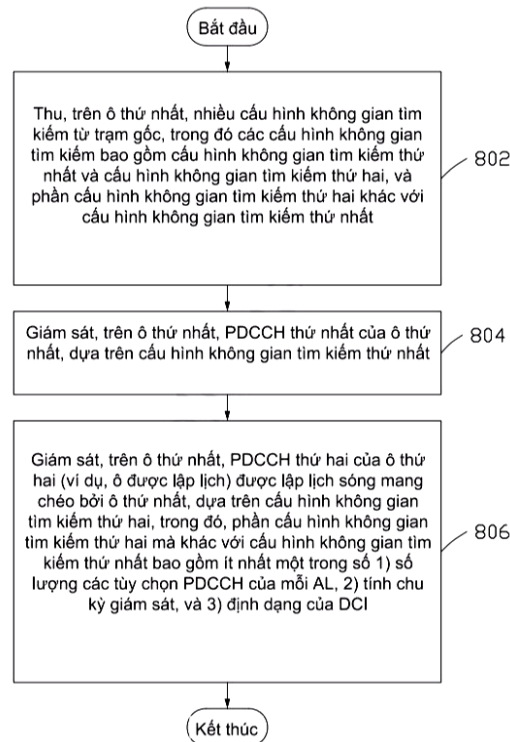 Bắt đầu
Thu, trên ô thứ nhất, nhiều cấu hình không gian tìm
kiếm từ trạm gốc, trong đó các cấu hình không gian
tìm kiếm bao gồm cấu hình không gian tìm kiếm thứ
nhất và cấu hình không gian tìm kiếm thứ hai, và
phần cấu hình không gian tìm kiếm thứ hai khác với
cấu hình không gian tìm kiếm thứ nhất
802
Giám sát, trên ô thứ nhất, PDCCH thứ nhất của ô thứ
nhất, dựa trên cấu hình không gian tìm kiếm thứ nhất
804
Giám sát, trên ô thứ nhất, PDCCH thứ hai của ô thứ
hai (ví dụ, ô được lập lịch) được lập lịch sóng mang
chéo bởi ô thứ nhất, dựa trên cấu hình không gian
tìm kiếm thứ hai, trong đó, phần cấu hình không gian
tìm kiếm thứ hai mà khác với cấu hình không gian tìm
kiếm thứ nhất bao gồm ít nhất một trong số 1) số
lượng các tùy chọn PDCCH của mỗi AL, 2) tính chu
kỳ giám sát, và 3) định dạng của DCI
806
Kết thúc